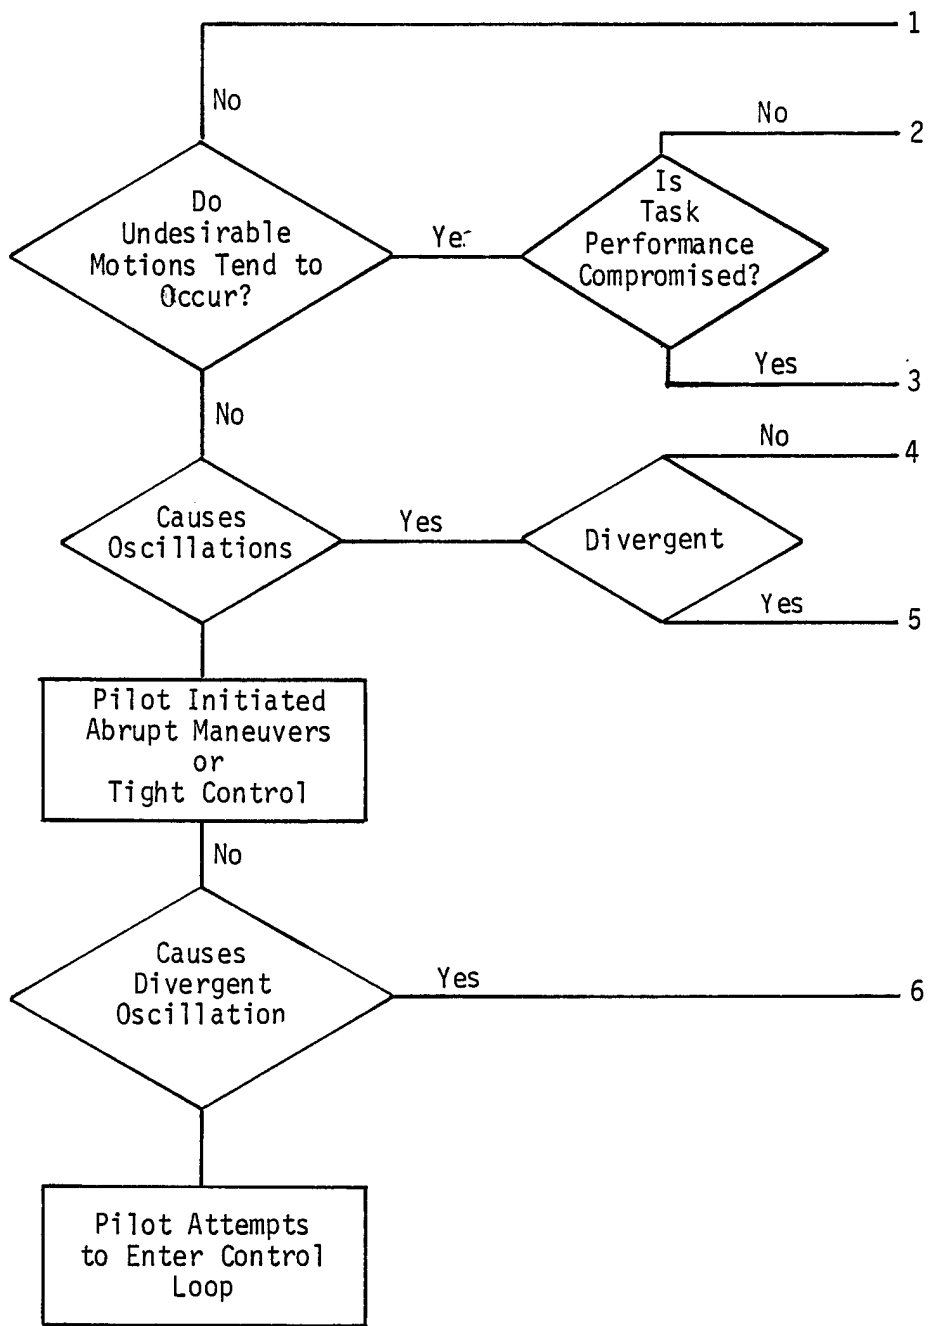 1
No
No
2
Do
Undesirable
Motions Tend to
Occur?
Is
Task
Performance
Compromised?
Yes
3
No
No
4
Causes
Oscillations
Yes
Divergent
Yes
5
Pilot Initiated
Abrupt Maneuvers
or
Tight Control
No
Causes
Divergent
Oscillation
Yes
6
Pilot Attempts
to Enter Control
Loop